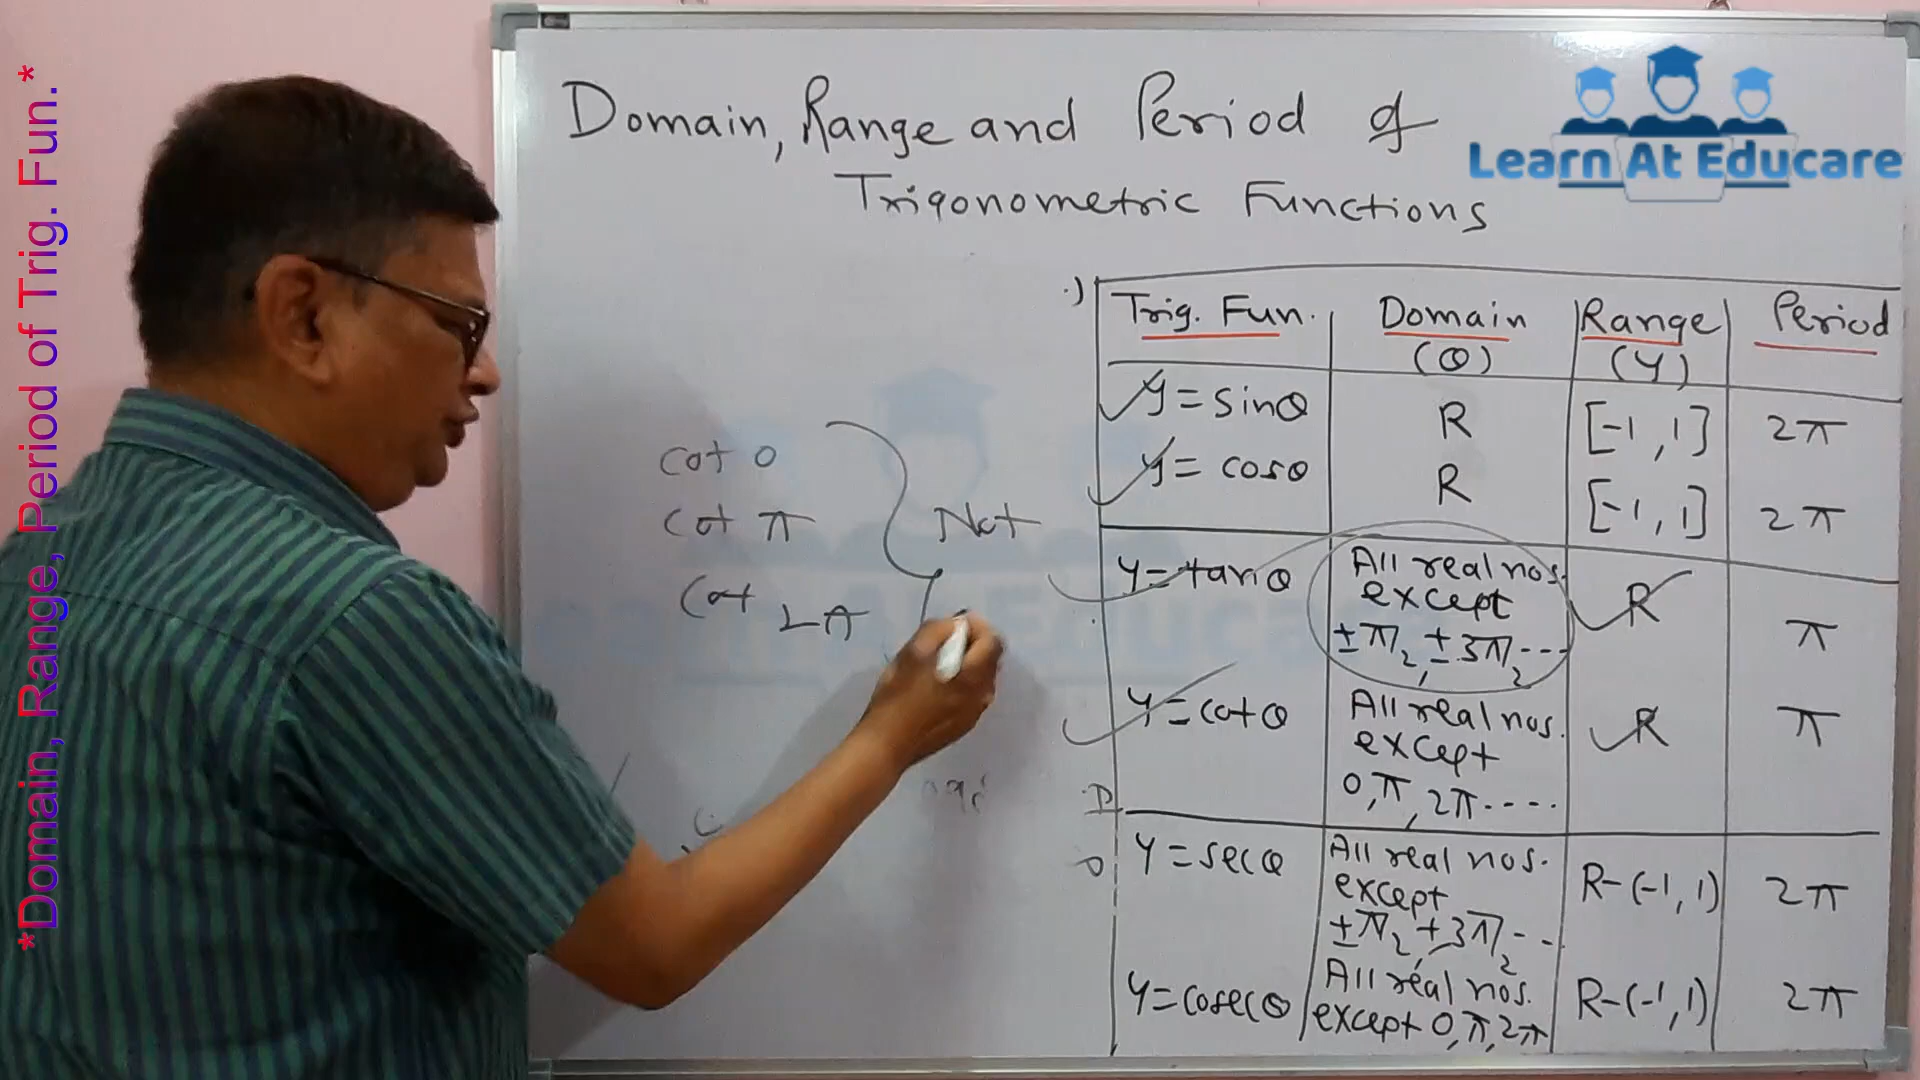 *Domain, Range, Period of Trig. Fun.*
Domain, Range and Period of
Trigonometric Functions
Learn At Educare
cot 0
cot π
cot 2π
Not
Trig. Fun. Domain (θ) Range (y) Period
y = sinθ R [-1, 1] 2π
y = cosθ R [-1, 1] 2π
y = tanθ All real nos. except ±π/2, ±3π/2 --- R π
y = cotθ All real nos. except 0, π, 2π ---- R π
y = secθ All real nos. except ±π/2, +3π/2 -- R-(-1, 1) 2π
y = cosecθ All real nos. except 0, π, 2π R-(-1, 1) 2π